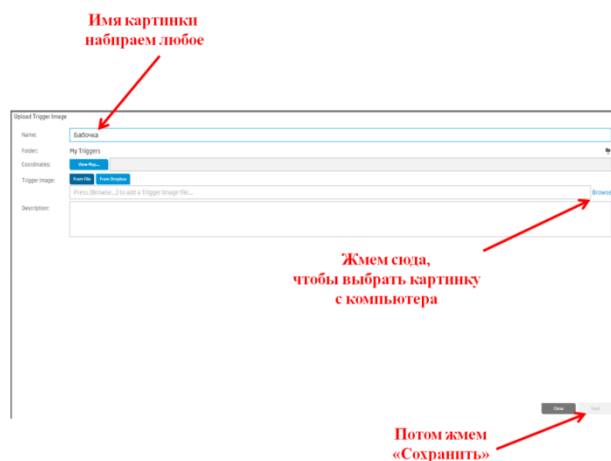 Имя картинки
набираем любое
Upload Trigger Image
Name: Бабочка
Folder: My Triggers
Coordinates: View Map...
Trigger Image: From File From Dropbox
Press [Browse...] to add a Trigger Image file... Browse
Description:
Жмем сюда,
чтобы выбрать картинку
с компьютера
Close
Потом жмем
«Сохранить»